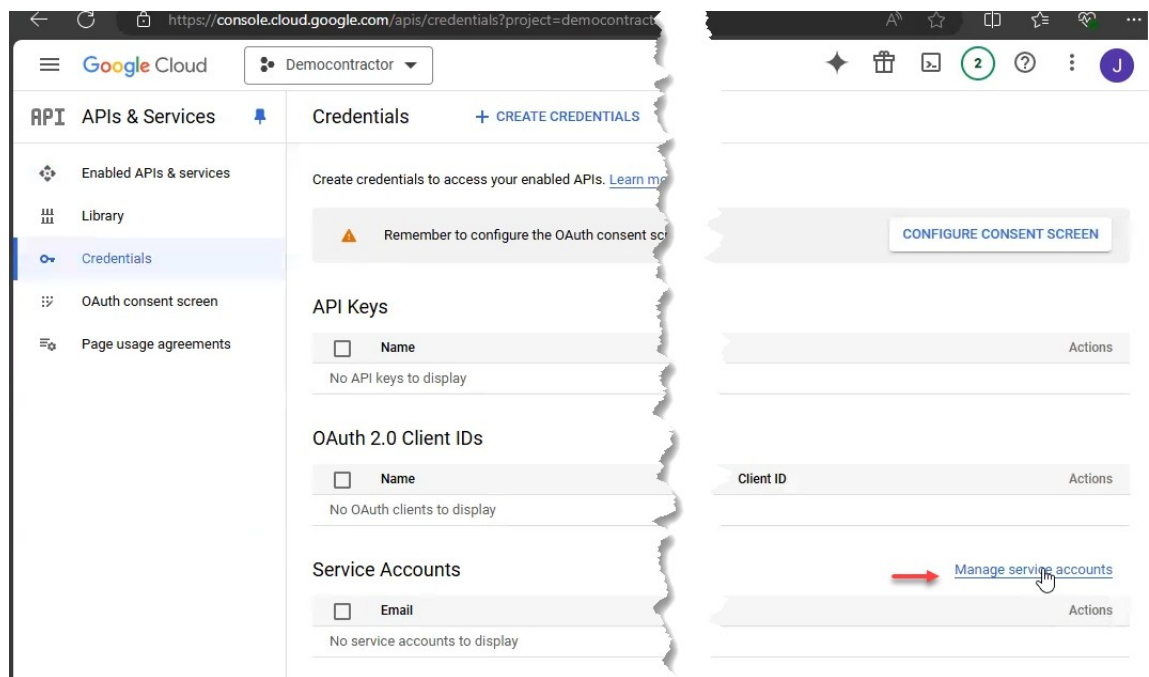 https://console.cloud.google.com/apis/credentials?project=democontract
Google Cloud
Democontractor
2
J
API APIs & Services
Credentials
+ CREATE CREDENTIALS
Enabled APIs & services
Library
Credentials
OAuth consent screen
Page usage agreements
Create credentials to access your enabled APIs. Learn
Remember to configure the OAuth consent
CONFIGURE CONSENT SCREEN
API Keys
Name Actions
No API keys to display
OAuth 2.0 Client IDs
Name Client ID Actions
No OAuth clients to display
Service Accounts Manage service accounts
Email Actions
No service accounts to display